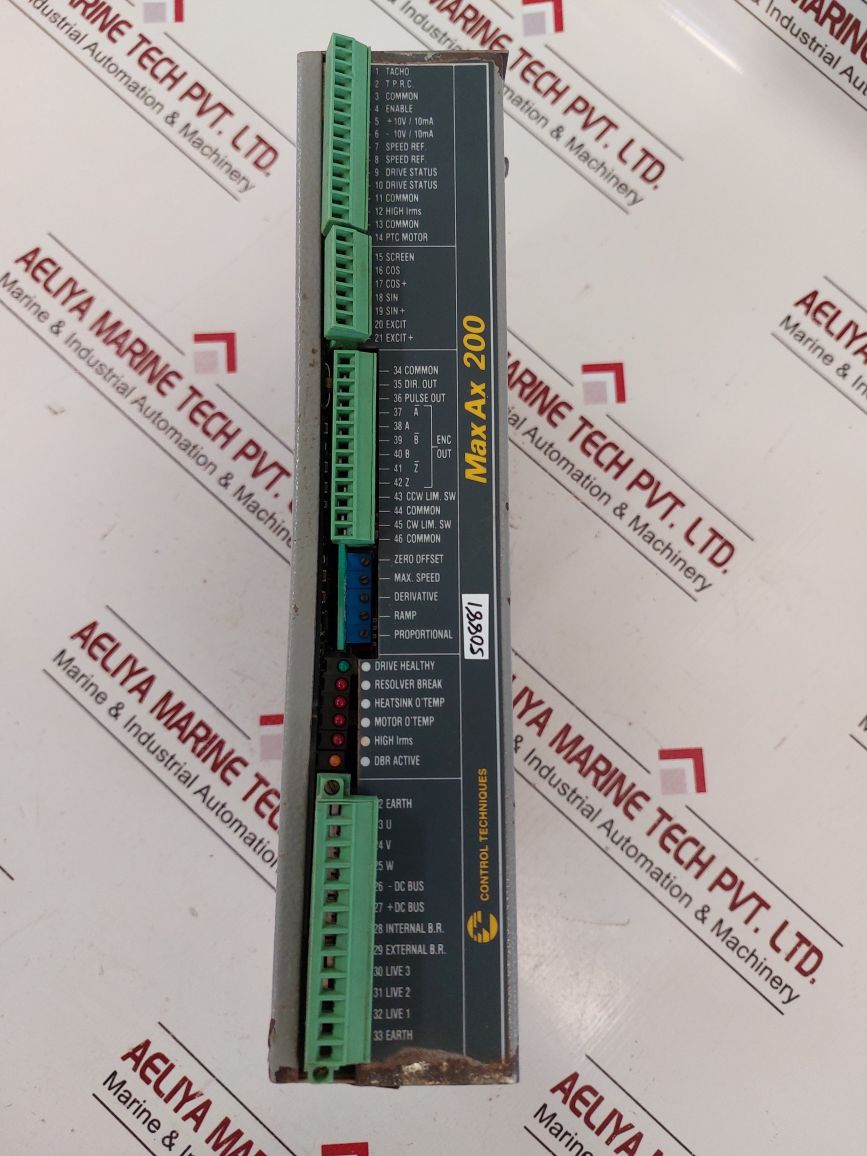 1 TACHO
2 T.P.R.C.
3 COMMON
4 ENABLE
5 +10V / 10mA
6 - 10V / 10mA
7 SPEED REF.
8 SPEED REF.
9 DRIVE STATUS
10 DRIVE STATUS
11 COMMON
12 HIGH Irms
13 COMMON
14 PTC MOTOR
15 SCREEN
16 COS
17 COS+
18 SIN
19 SIN+
20 EXCIT
21 EXCIT+
34 COMMON
35 DIR. OUT
36 PULSE OUT
37 A̅
38 A
39 B̅
40 B
41 Z̅
42 Z
ENC
OUT
43 CCW LIM. SW
44 COMMON
45 CW LIM. SW
46 COMMON
ZERO OFFSET
MAX. SPEED
DERIVATIVE
RAMP
PROPORTIONAL
DRIVE HEALTHY
RESOLVER BREAK
HEATSINK O'TEMP
MOTOR O'TEMP
HIGH Irms
DBR ACTIVE
2 EARTH
3 U
4 V
25 W
26 - DC BUS
27 +DC BUS
28 INTERNAL B.R.
29 EXTERNAL B.R.
30 LIVE 3
31 LIVE 2
32 LIVE 1
33 EARTH
MaxAx 200
50881
CONTROL TECHNIQUES
AELIYA MARINE TECH PVT. LTD.
Marine & Industrial Automation & Machinery